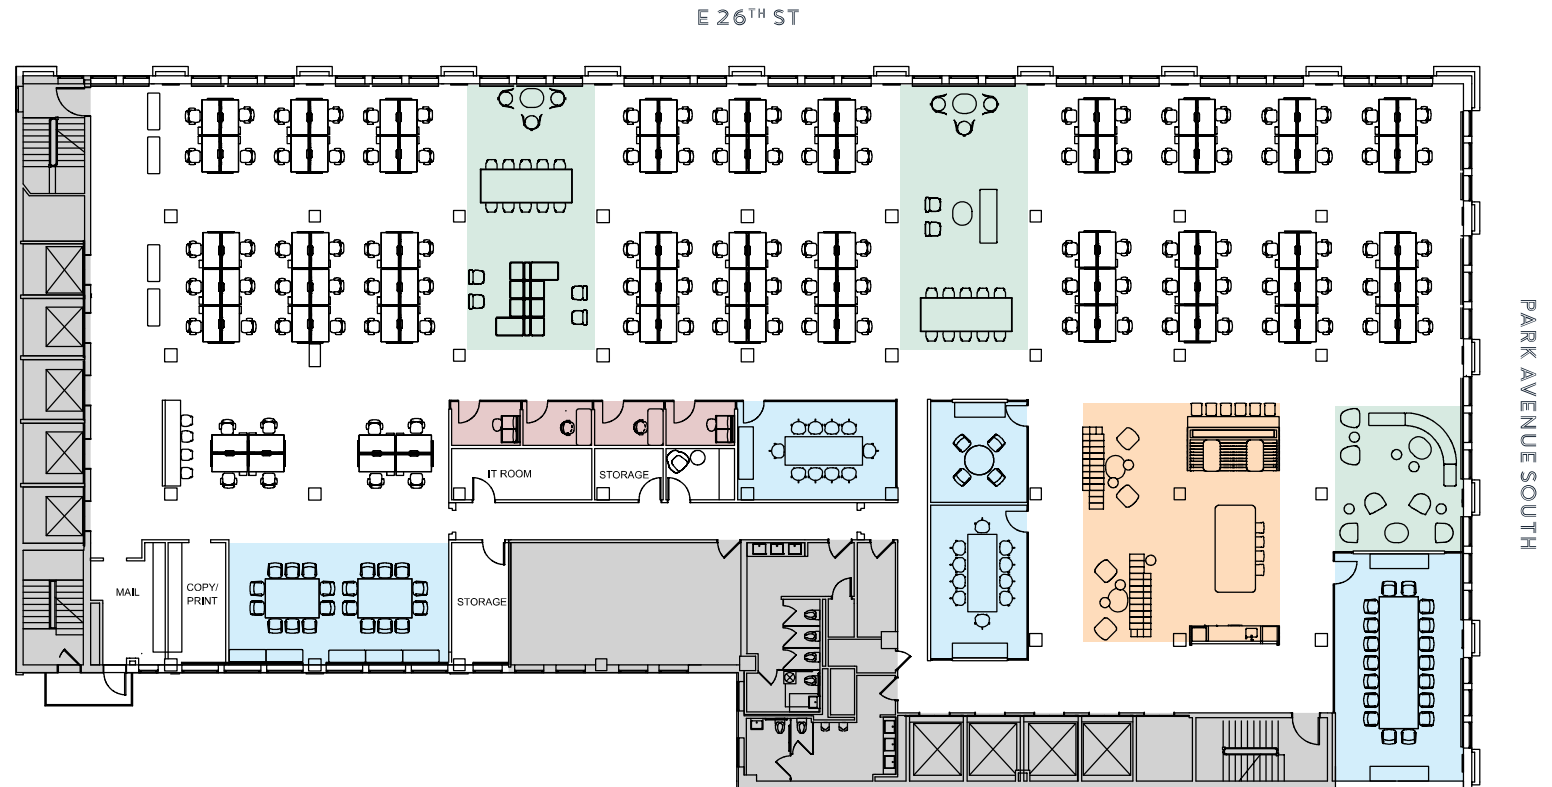 E 26TH ST
PARK AVENUE SOUTH
IT ROOM
STORAGE
MAIL
COPY/
PRINT
STORAGE